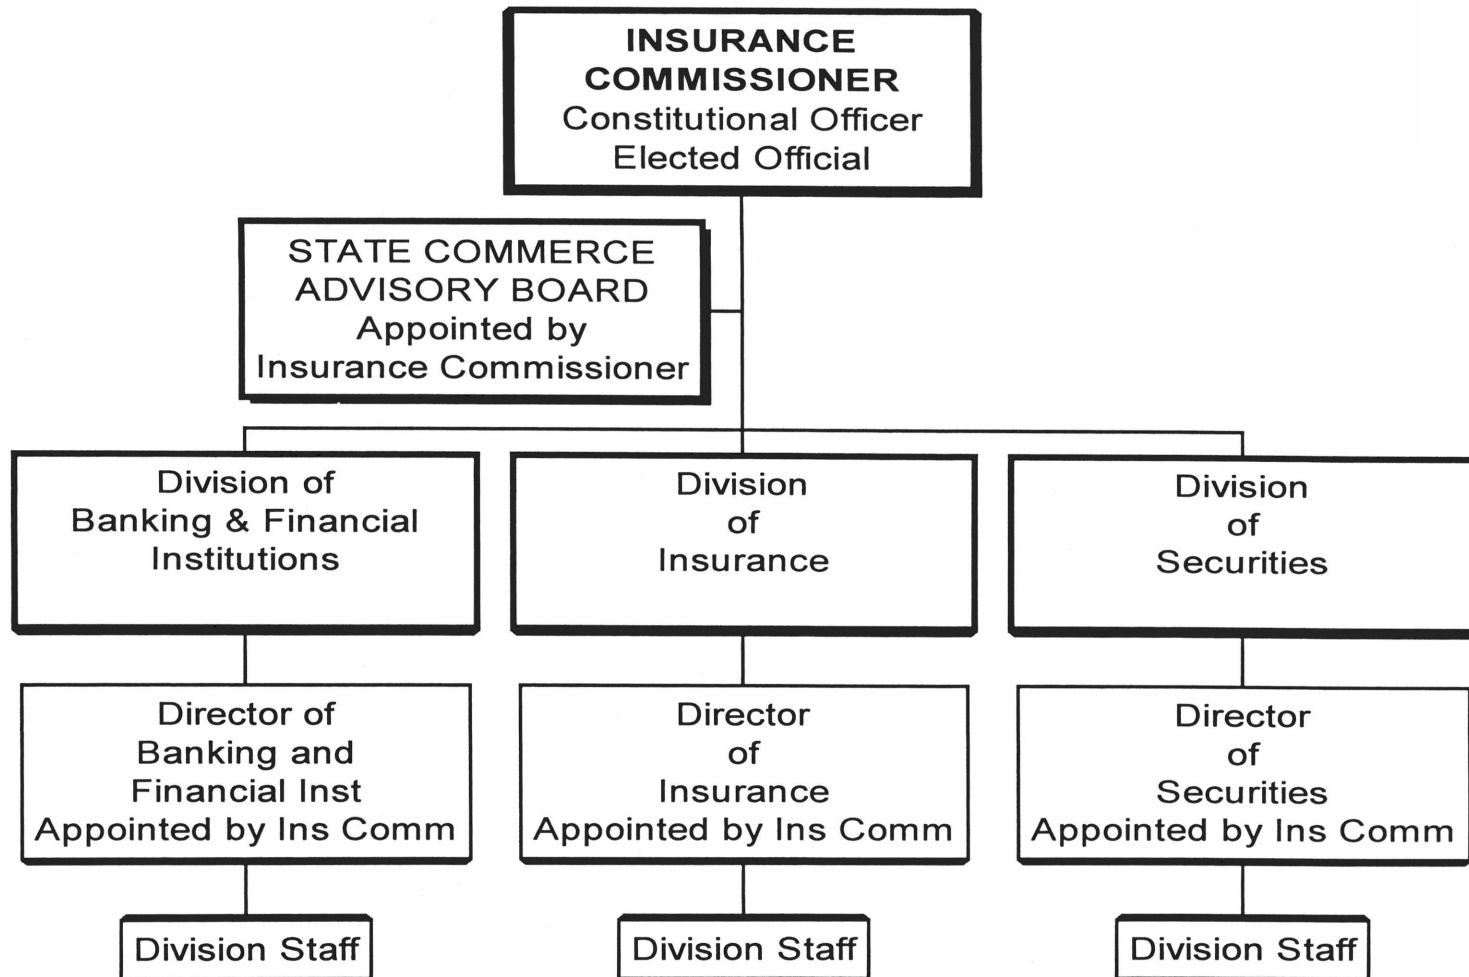 INSURANCE
COMMISSIONER
Constitutional Officer
Elected Official
STATE COMMERCE
ADVISORY BOARD
Appointed by
Insurance Commissioner
Division of
Banking & Financial
Institutions
Division
of
Insurance
Division
of
Securities
Director of
Banking and
Financial Inst
Appointed by Ins Comm
Director
of
Insurance
Appointed by Ins Comm
Director
of
Securities
Appointed by Ins Comm
Division Staff
Division Staff
Division Staff